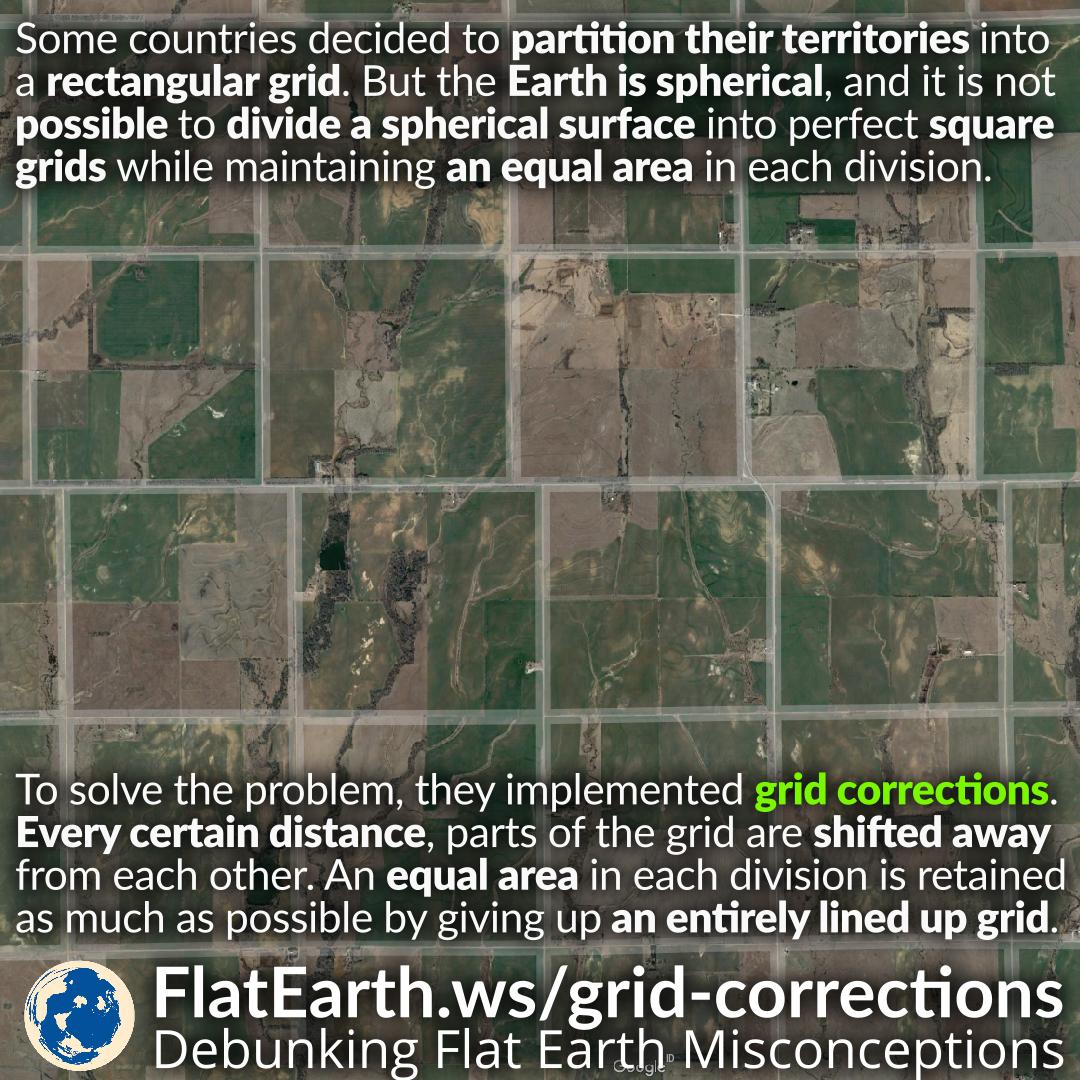 Some countries decided to partition their territories into
a rectangular grid. But the Earth is spherical, and it is not
possible to divide a spherical surface into perfect square
grids while maintaining an equal area in each division.
To solve the problem, they implemented grid corrections.
Every certain distance, parts of the grid are shifted away
from each other. An equal area in each division is retained
as much as possible by giving up an entirely lined up grid.
FlatEarth.ws/grid-corrections
Debunking Flat Earth Misconceptions
Google